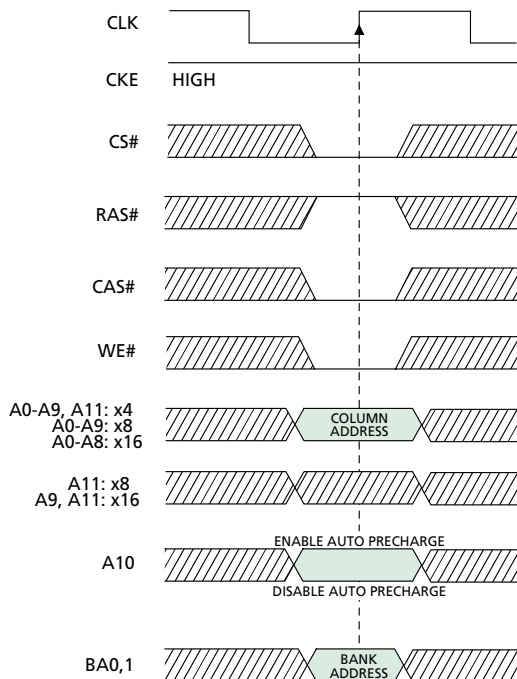 CLK
CKE HIGH
CS#
RAS#
CAS#
WE#
A0-A9, A11: x4
A0-A9: x8
A0-A8: x16
COLUMN
ADDRESS
A11: x8
A9, A11: x16
ENABLE AUTO PRECHARGE
A10
DISABLE AUTO PRECHARGE
BA0,1
BANK
ADDRESS